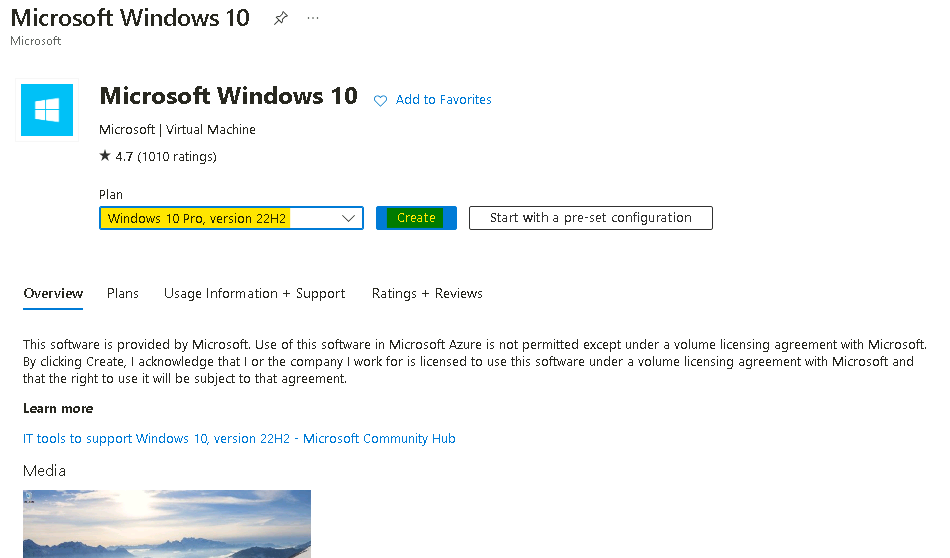 Microsoft Windows 10
Microsoft
Microsoft Windows 10
Add to Favorites
Microsoft | Virtual Machine
★ 4.7 (1010 ratings)
Plan
Windows 10 Pro, version 22H2
Create
Start with a pre-set configuration
Overview
Plans
Usage Information + Support
Ratings + Reviews
This software is provided by Microsoft. Use of this software in Microsoft Azure is not permitted except under a volume licensing agreement with Microsoft.
By clicking Create, I acknowledge that I or the company I work for is licensed to use this software under a volume licensing agreement with Microsoft and
that the right to use it will be subject to that agreement.
Learn more
IT tools to support Windows 10, version 22H2 - Microsoft Community Hub
Media